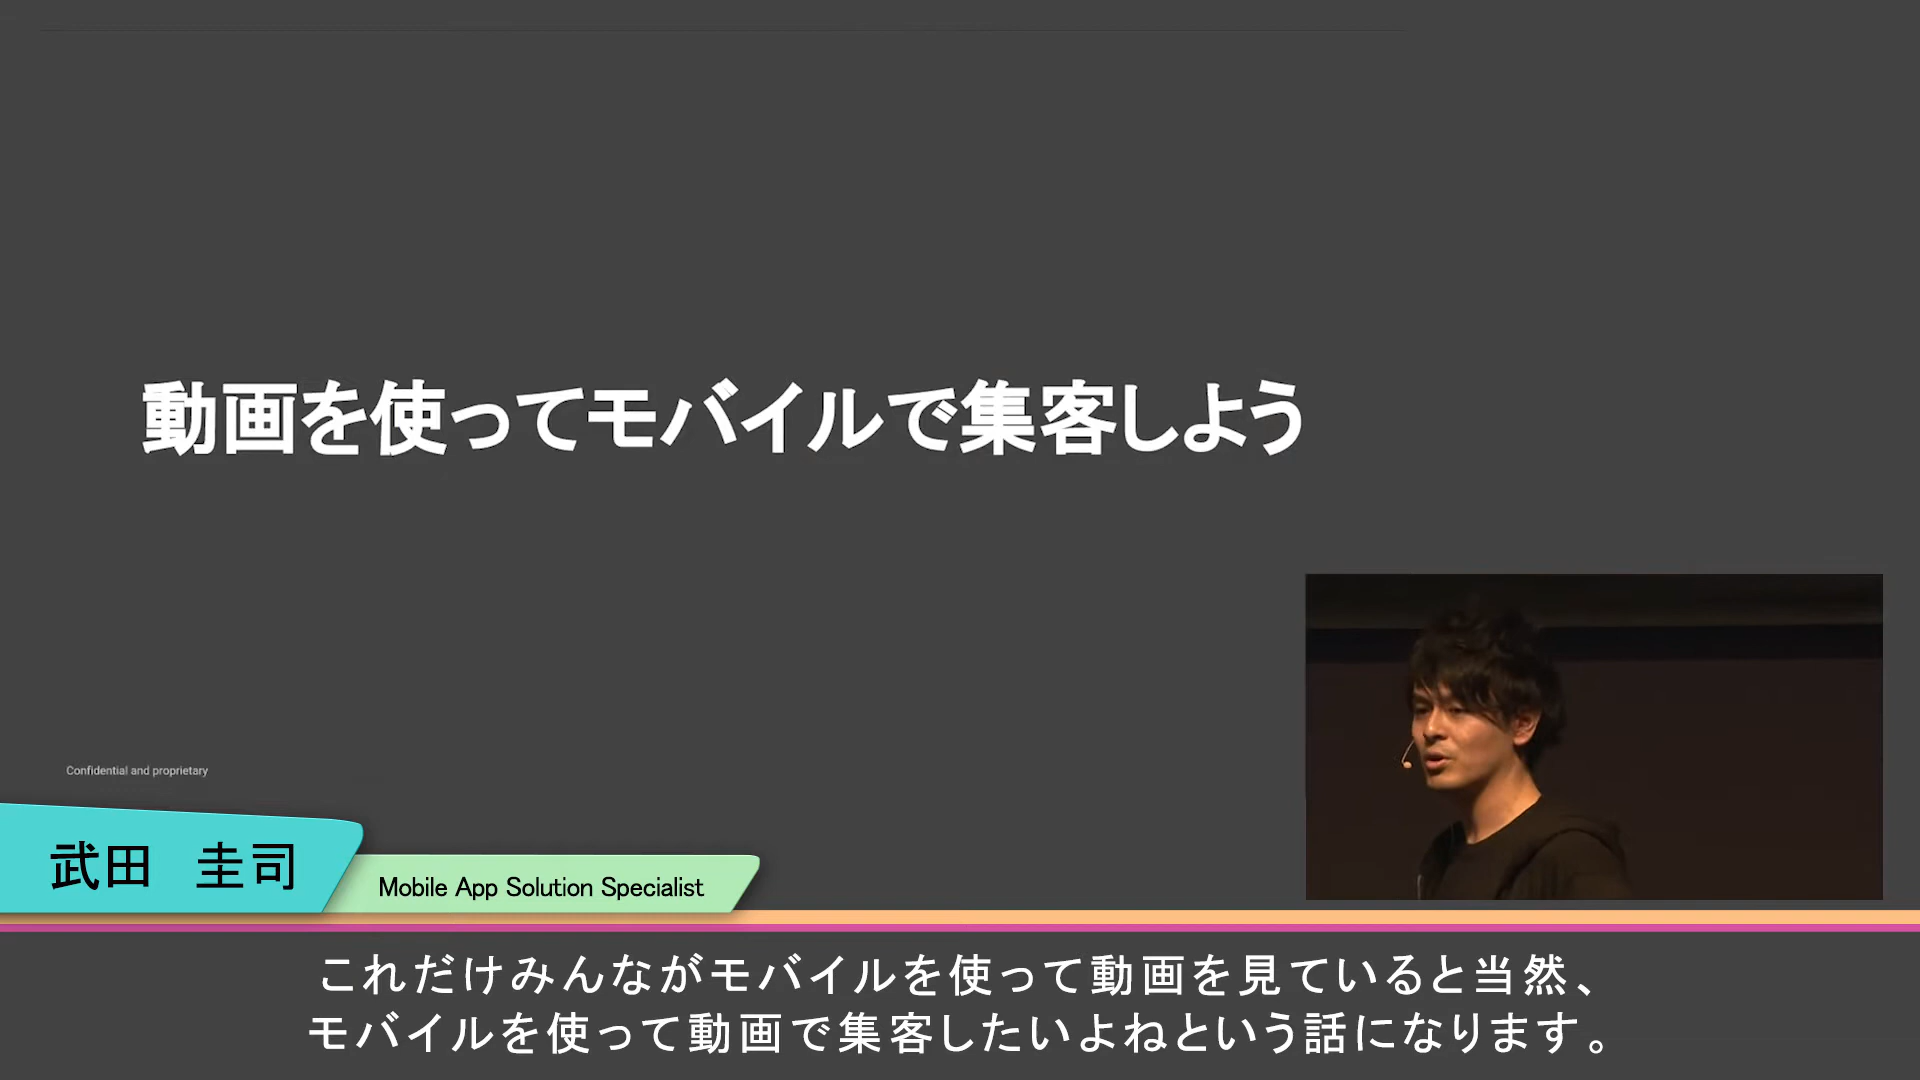 動画を使ってモバイルで集客しよう
Confidential and proprietary
武田　圭司
Mobile App Solution Specialist
これだけみんながモバイルを使って動画を見ていると当然、
モバイルを使って動画で集客したいよねという話になります。